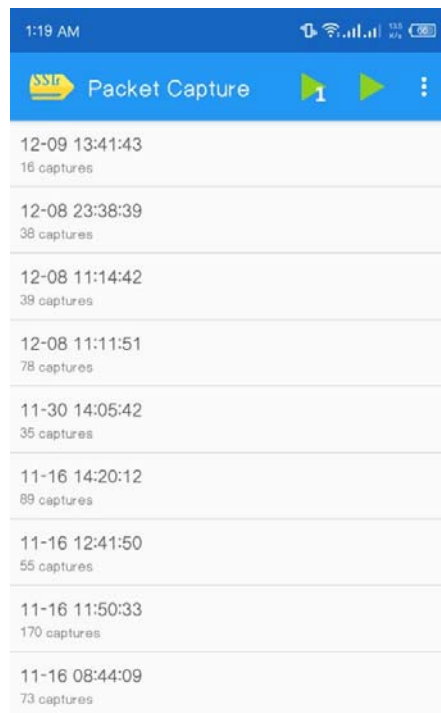 1:19 AM
Packet Capture
1
12-09 13:41:43
16 captures
12-08 23:38:39
38 captures
12-08 11:14:42
39 captures
12-08 11:11:51
78 captures
11-30 14:05:42
35 captures
11-16 14:20:12
89 captures
11-16 12:41:50
55 captures
11-16 11:50:33
170 captures
11-16 08:44:09
73 captures